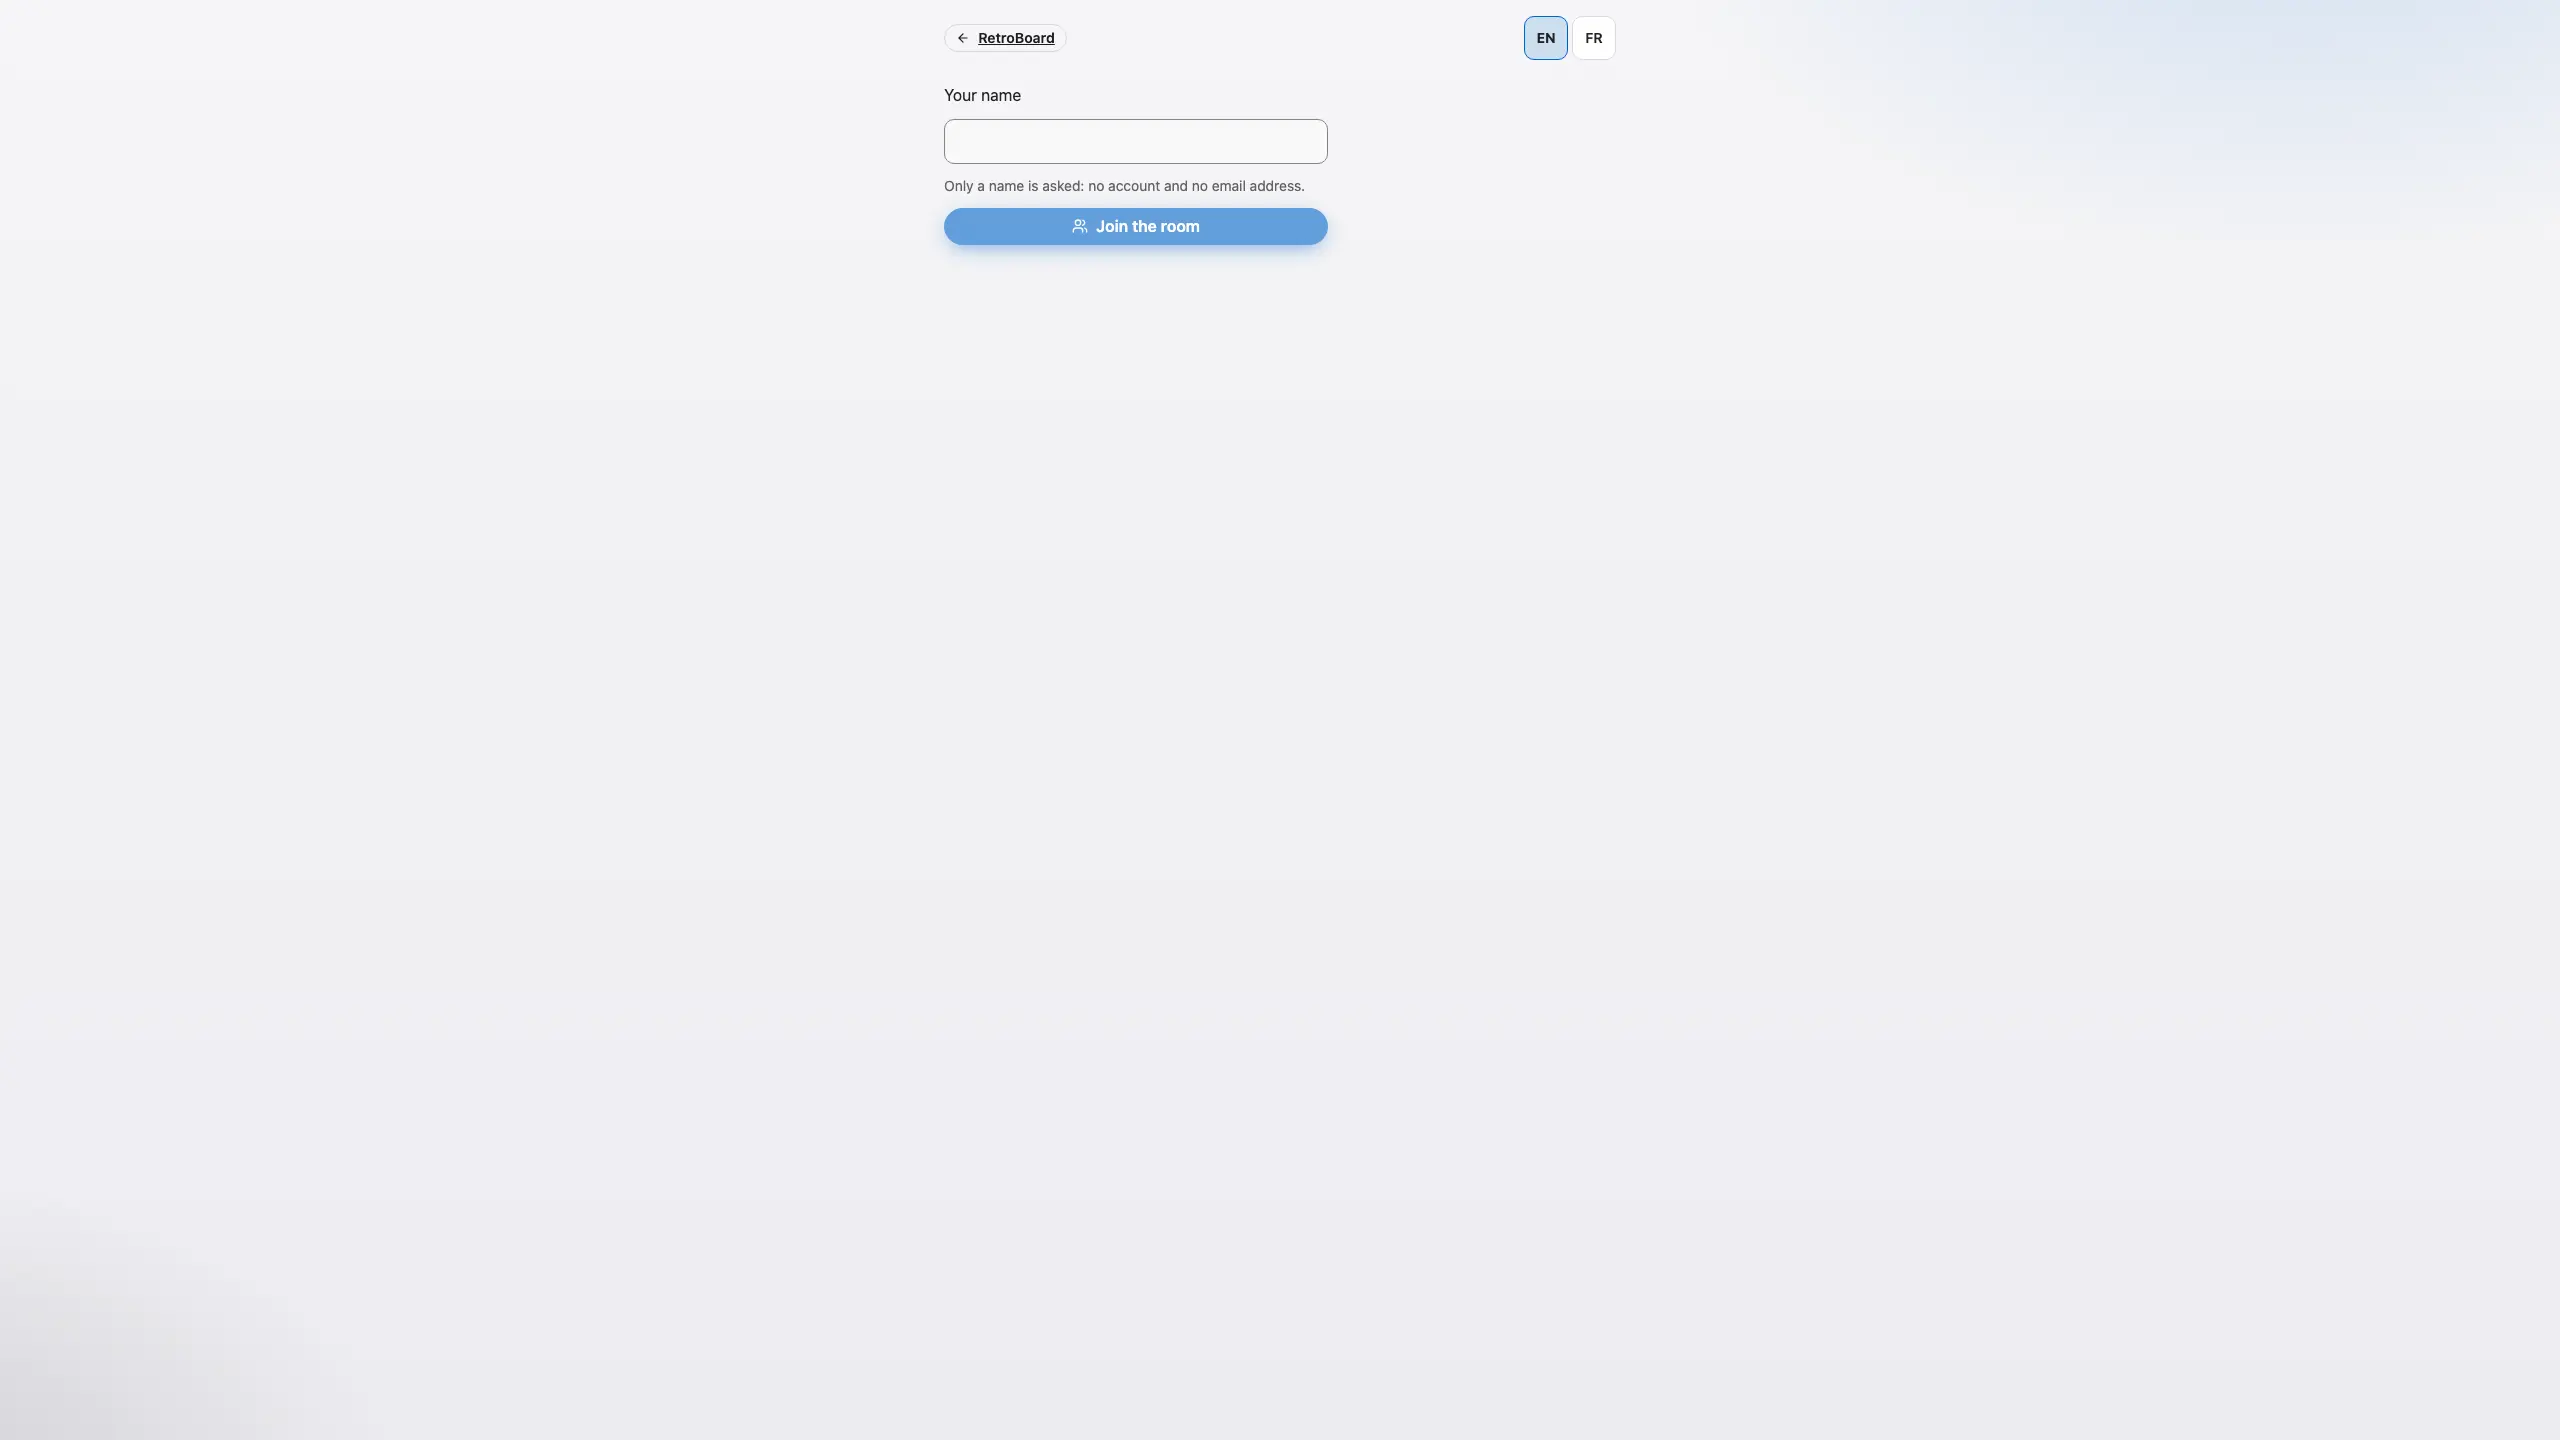 RetroBoard
EN FR
Your name
Only a name is asked: no account and no email address.
Join the room